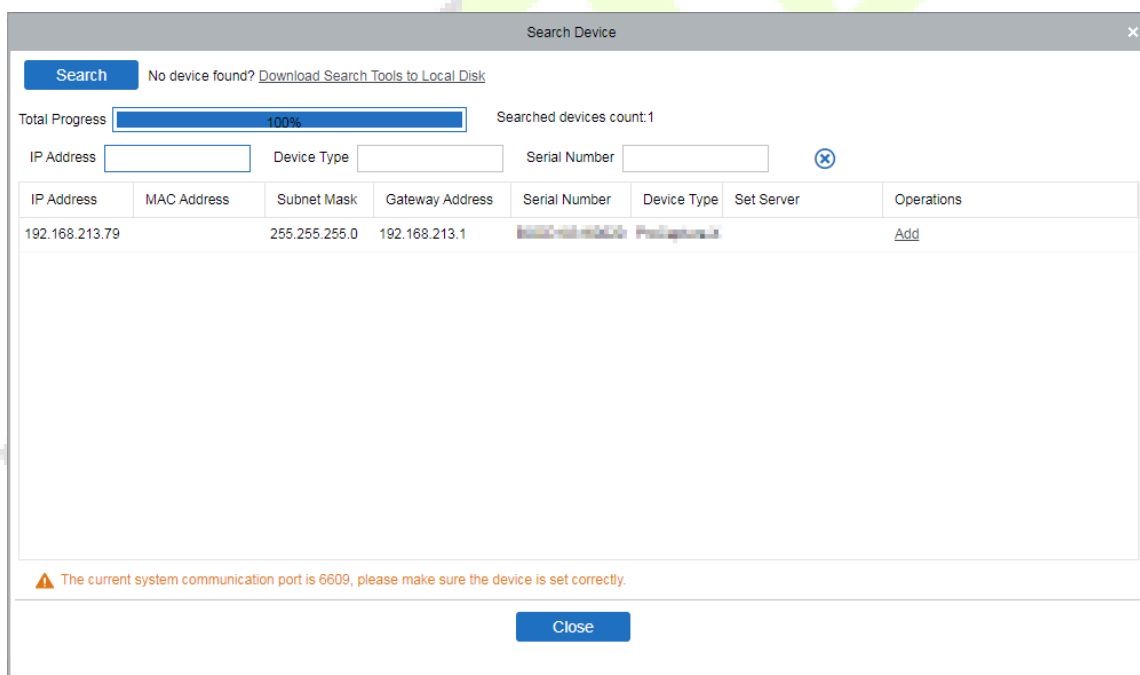 Search Device
Search No device found? Download Search Tools to Local Disk
Total Progress 100% Searched devices count:1
IP Address Device Type Serial Number
IP Address MAC Address Subnet Mask Gateway Address Serial Number Device Type Set Server Operations
192.168.213.79 255.255.255.0 192.168.213.1 Add
The current system communication port is 6609, please make sure the device is set correctly.
Close